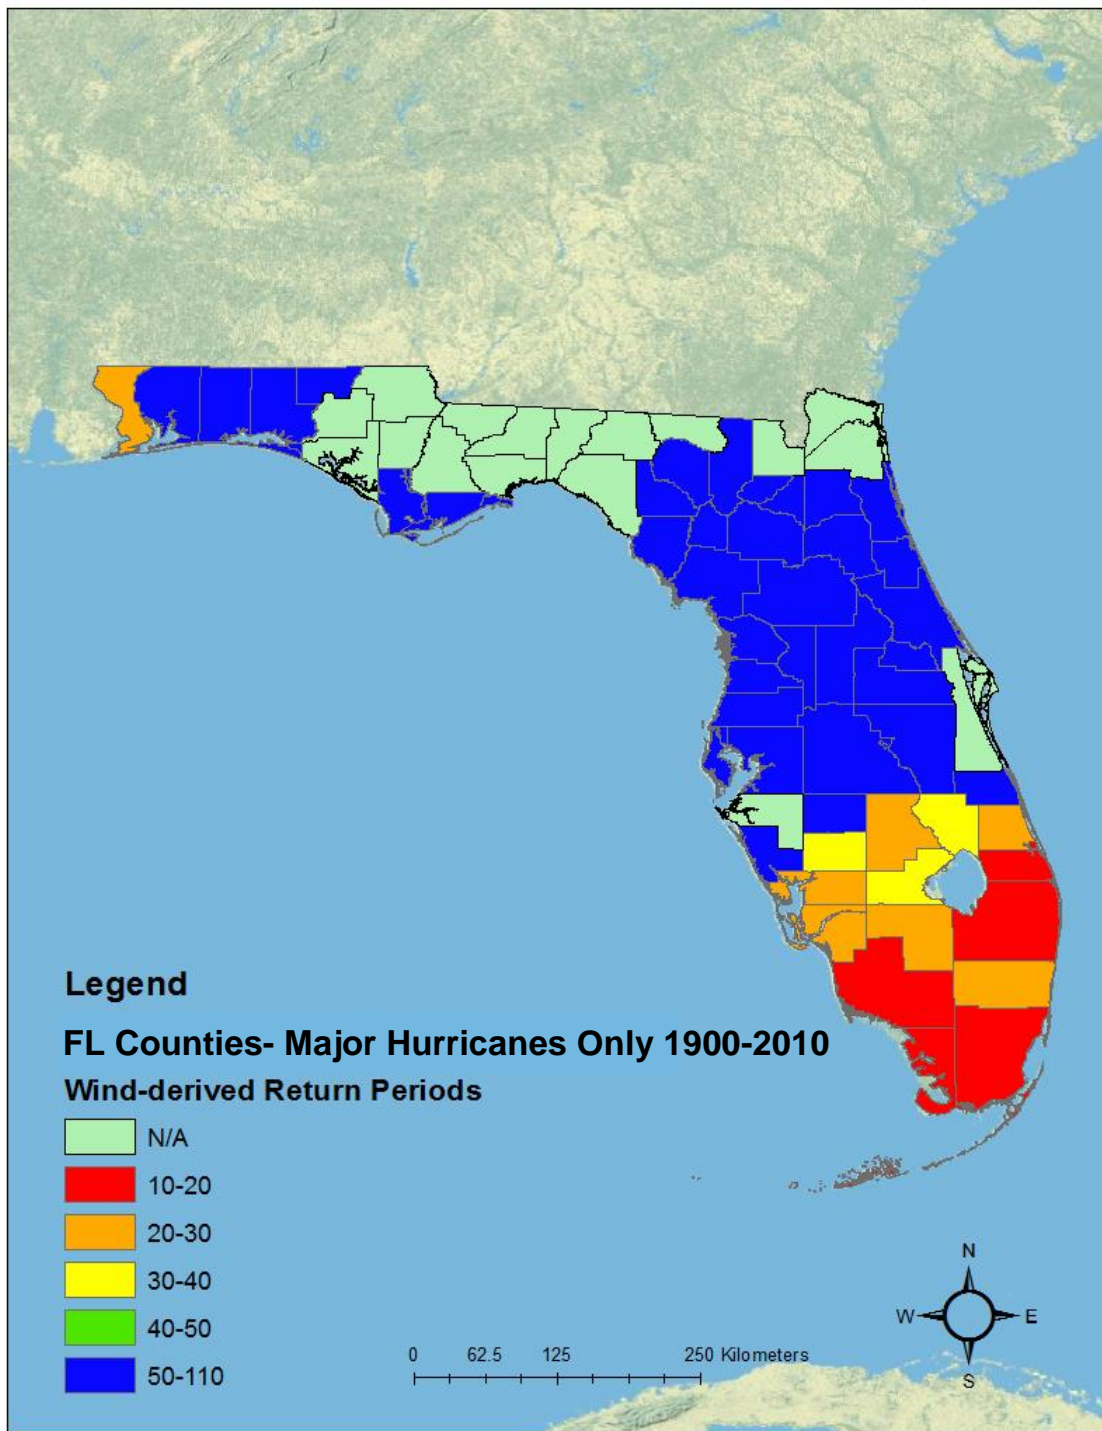 Legend
FL Counties- Major Hurricanes Only 1900-2010
Wind-derived Return Periods
N/A
10-20
20-30
30-40
40-50
50-110
0 62.5 125 250 Kilometers
N
W E
S